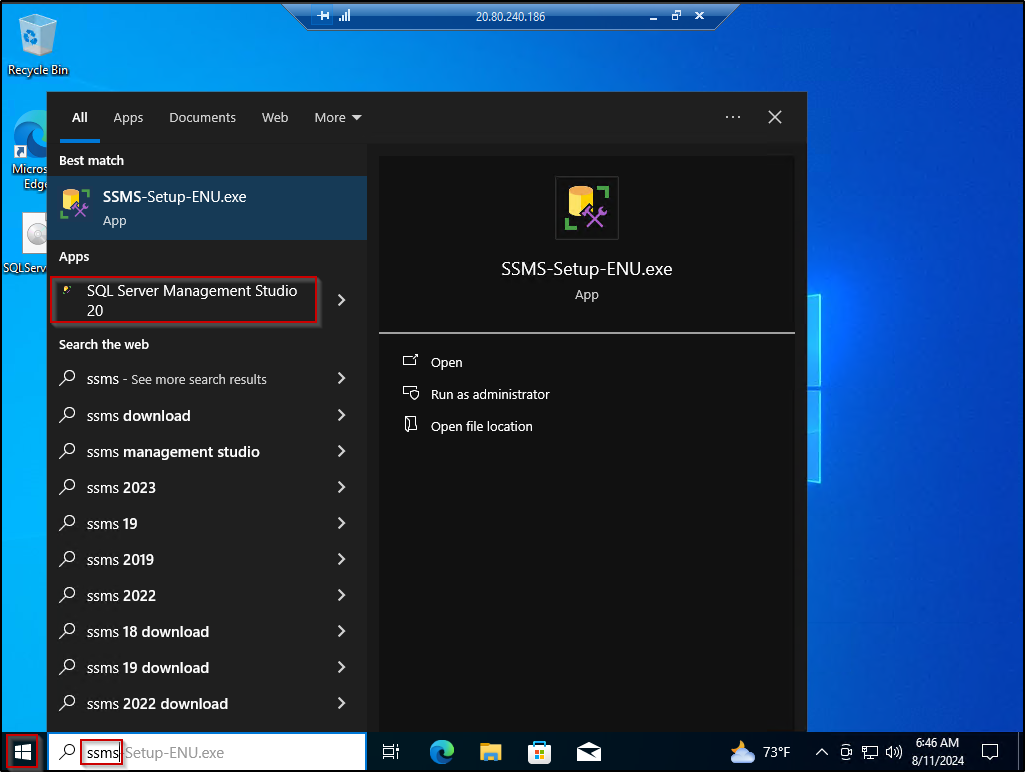 20.80.240.186
Recycle Bin
Micros
Edge
SQLServ
All Apps Documents Web More
Best match
SSMS-Setup-ENU.exe
App
Apps
SQL Server Management Studio
20
Search the web
ssms - See more search results
ssms download
ssms management studio
ssms 2023
ssms 19
ssms 2019
ssms 2022
ssms 18 download
ssms 19 download
ssms 2022 download
SSMS-Setup-ENU.exe
App
Open
Run as administrator
Open file location
ssms-Setup-ENU.exe
73°F
6:46 AM
8/11/2024